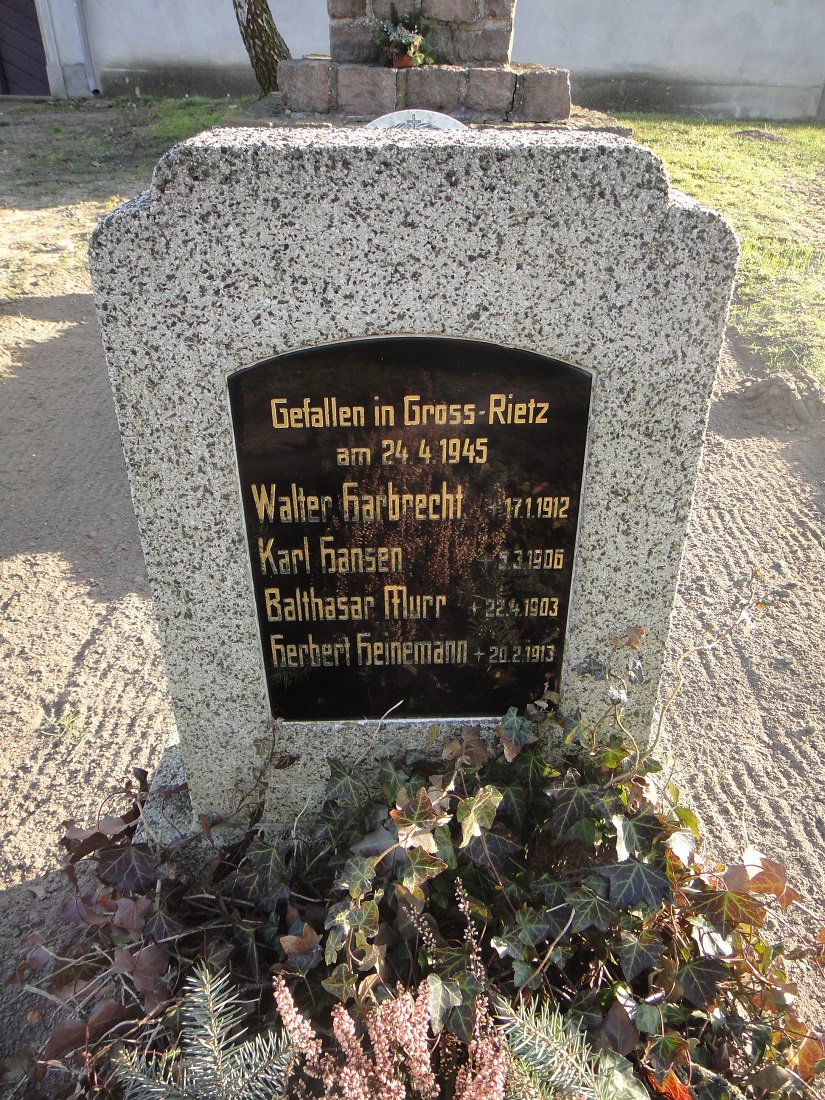 Gefallen in Gross-Rietz
am 24.4.1945
Walter Harbrecht + 17.1.1912
Karl Hansen + 3.3.1906
Balthasar Murr + 22.4.1903
Herbert Heinemann + 20.2.1913